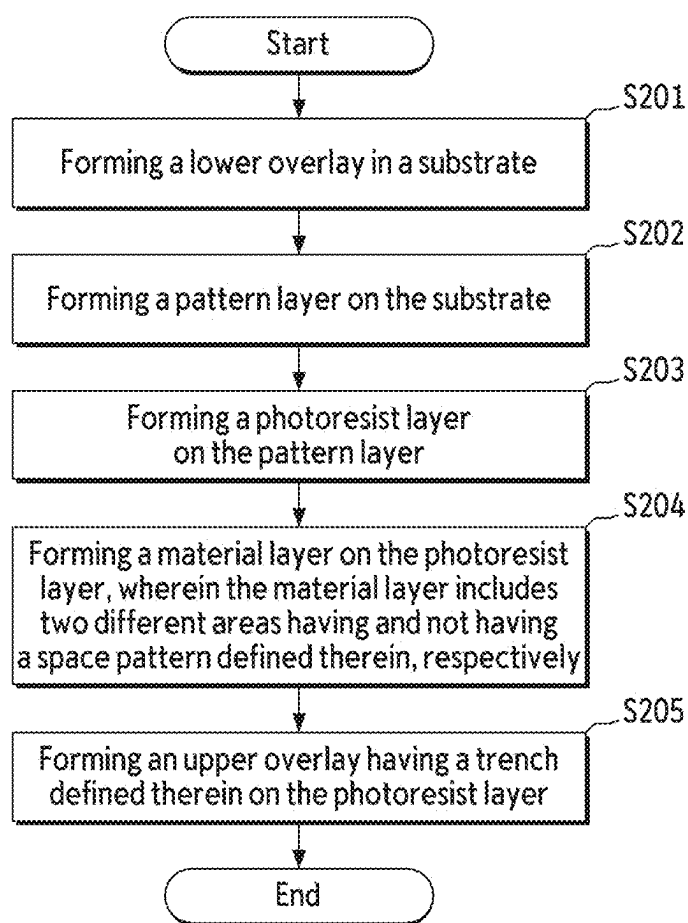 Start
S201
Forming a lower overlay in a substrate
S202
Forming a pattern layer on the substrate
S203
Forming a photoresist layer
on the pattern layer
S204
Forming a material layer on the photoresist
layer, wherein the material layer includes
two different areas having and not having
a space pattern defined therein, respectively
S205
Forming an upper overlay having a trench
defined therein on the photoresist layer
End